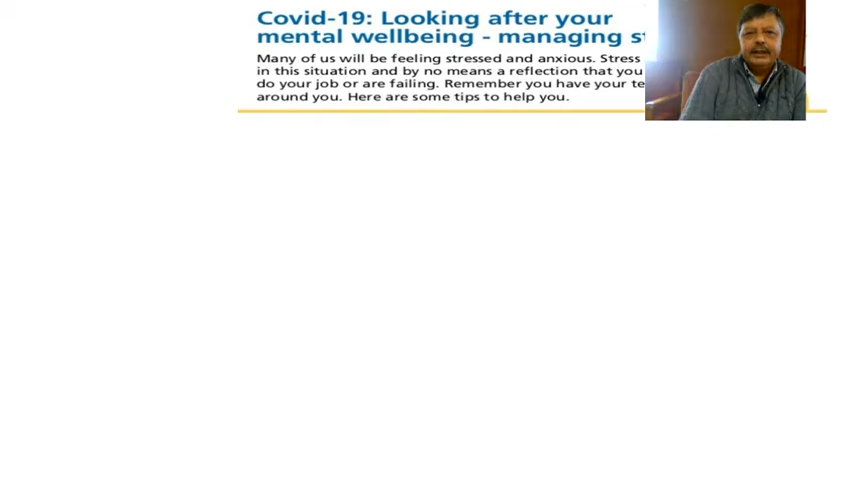 Covid-19: Looking after your
mental wellbeing - managing
Many of us will be feeling stressed and anxious. Stress
in this situation and by no means a reflection that you
do your job or are failing. Remember you have your
around you. Here are some tips to help you.